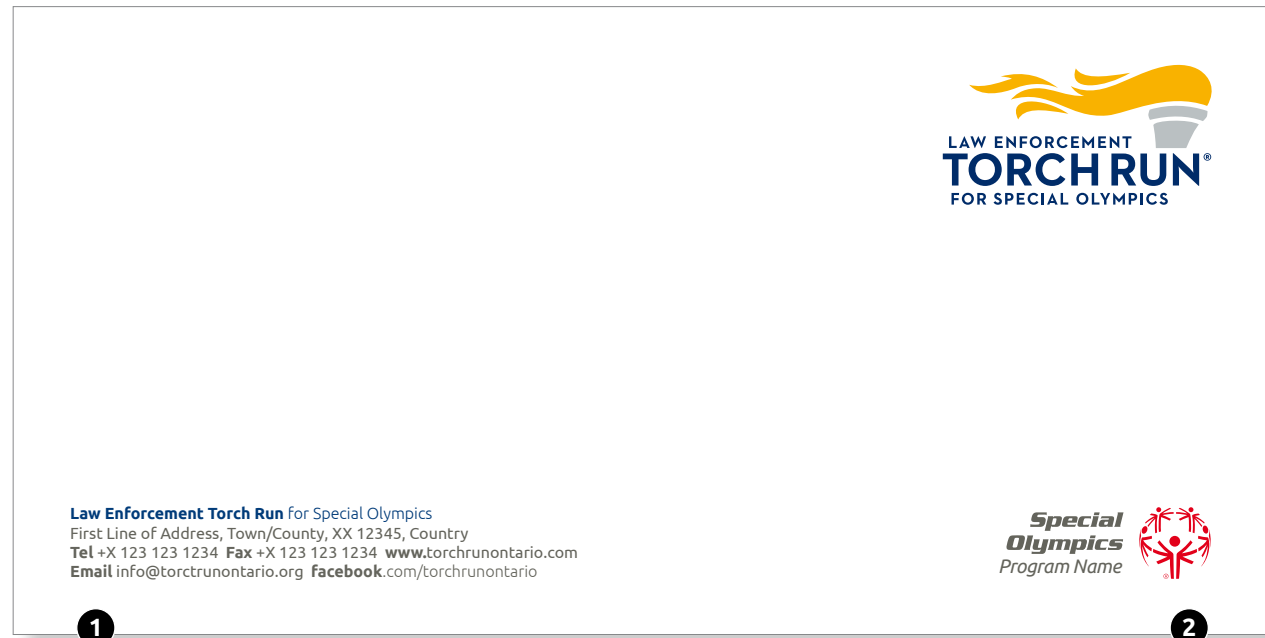 LAW ENFORCEMENT
TORCH RUN®
FOR SPECIAL OLYMPICS
Law Enforcement Torch Run for Special Olympics
First Line of Address, Town/County, XX 12345, Country
Tel +X 123 123 1234 Fax +X 123 123 1234 www.torchrunontario.com
Email info@torctrunontario.org facebook.com/torchrunontario
Special
Olympics
Program Name
®
1
2